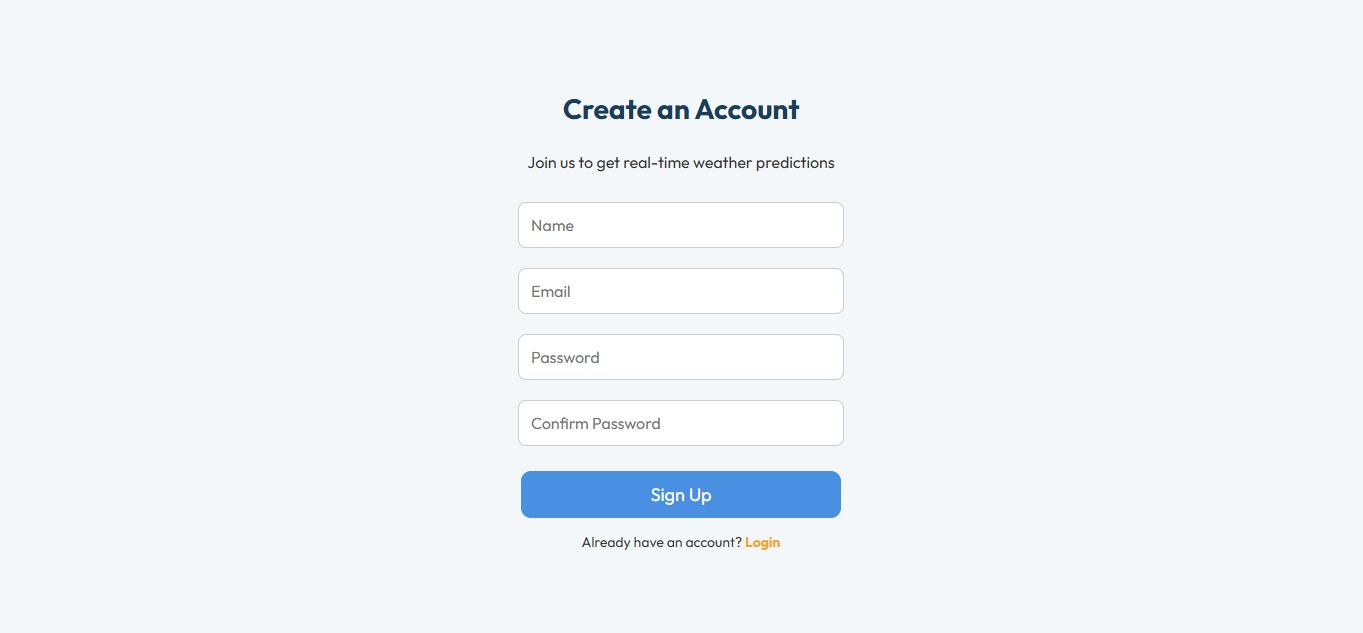 Create an Account
Join us to get real-time weather predictions
Name
Email
Password
Confirm Password
Sign Up
Already have an account? Login